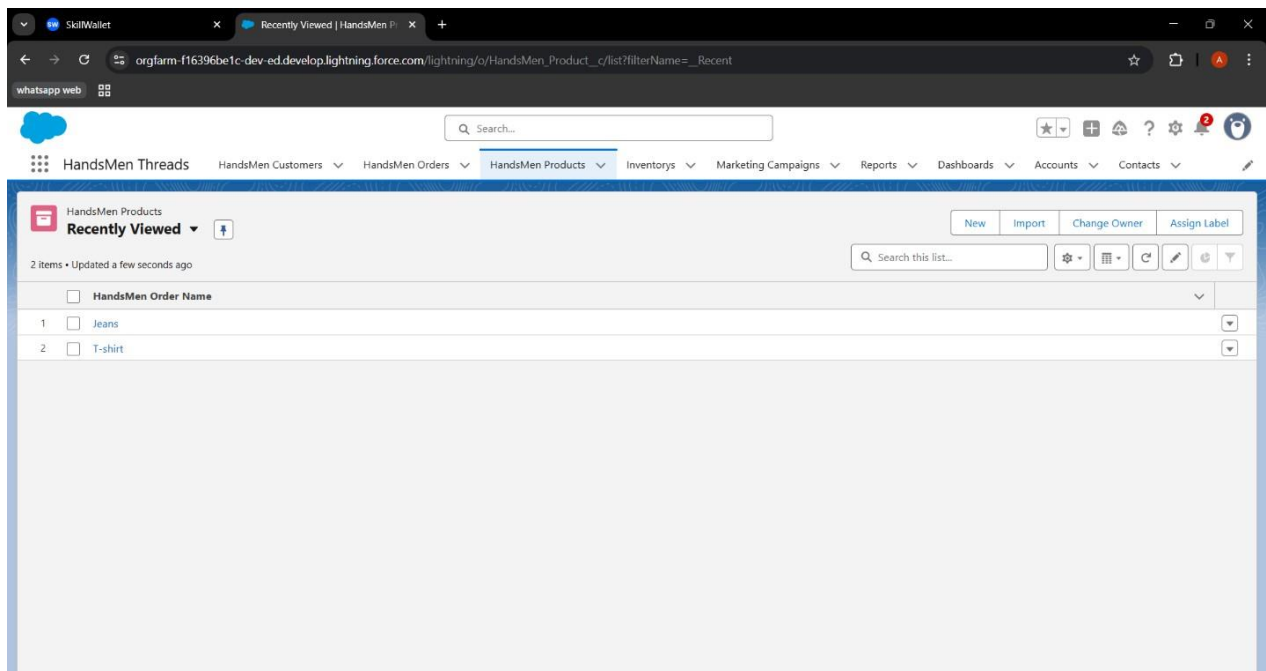 SkillWallet
Recently Viewed | HandsMen Pr
orgfarm-f16396be1c-dev-ed.develop.lightning.force.com/lightning/o/HandsMen_Product__c/list?filterName=__Recent
A
whatsapp web
Search...
2
HandsMen Threads HandsMen Customers HandsMen Orders HandsMen Products Inventorys Marketing Campaigns Reports Dashboards Accounts Contacts
HandsMen Products
Recently Viewed
New Import Change Owner Assign Label
2 items • Updated a few seconds ago
Search this list...
HandsMen Order Name
1 Jeans
2 T-shirt